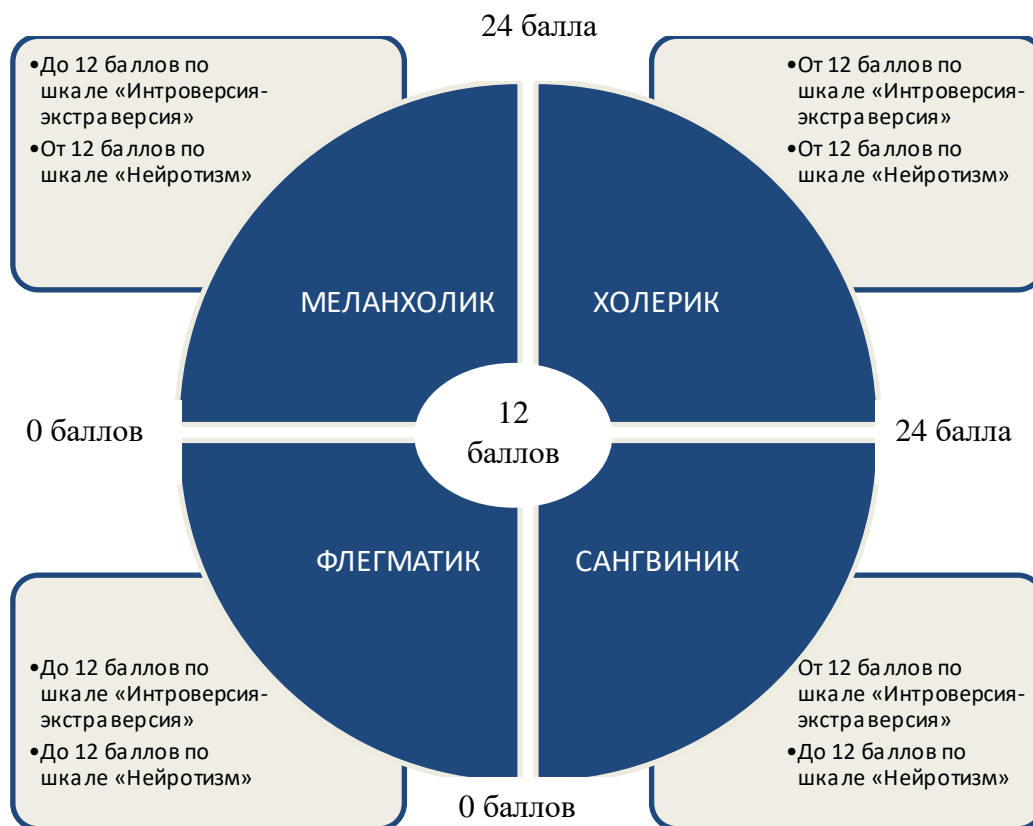 24 балла
•До 12 баллов по
шкале «Интроверсия-
экстраверсия»
•От 12 баллов по
шкале «Нейротизм»
•От 12 баллов по
шкале «Интроверсия-
экстраверсия»
•От 12 баллов по
шкале «Нейротизм»
МЕЛАНХОЛИК
ХОЛЕРИК
0 баллов
12
баллов
24 балла
ФЛЕГМАТИК
САНГВИНИК
•До 12 баллов по
шкале «Интроверсия-
экстраверсия»
•До 12 баллов по
шкале «Нейротизм»
От 12 баллов по
шкале «Интроверсия-
экстраверсия»
•До 12 баллов по
шкале «Нейротизм»
0 баллов